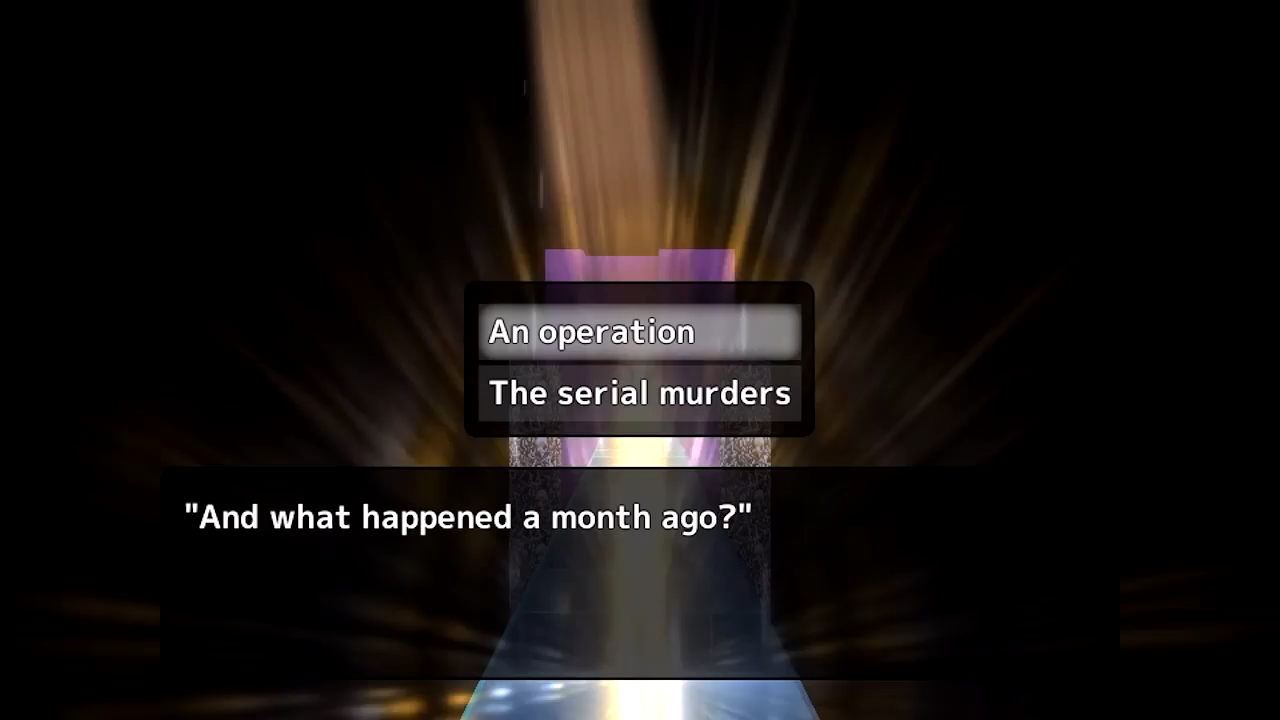 An operation
The serial murders
"And what happened a month ago?"